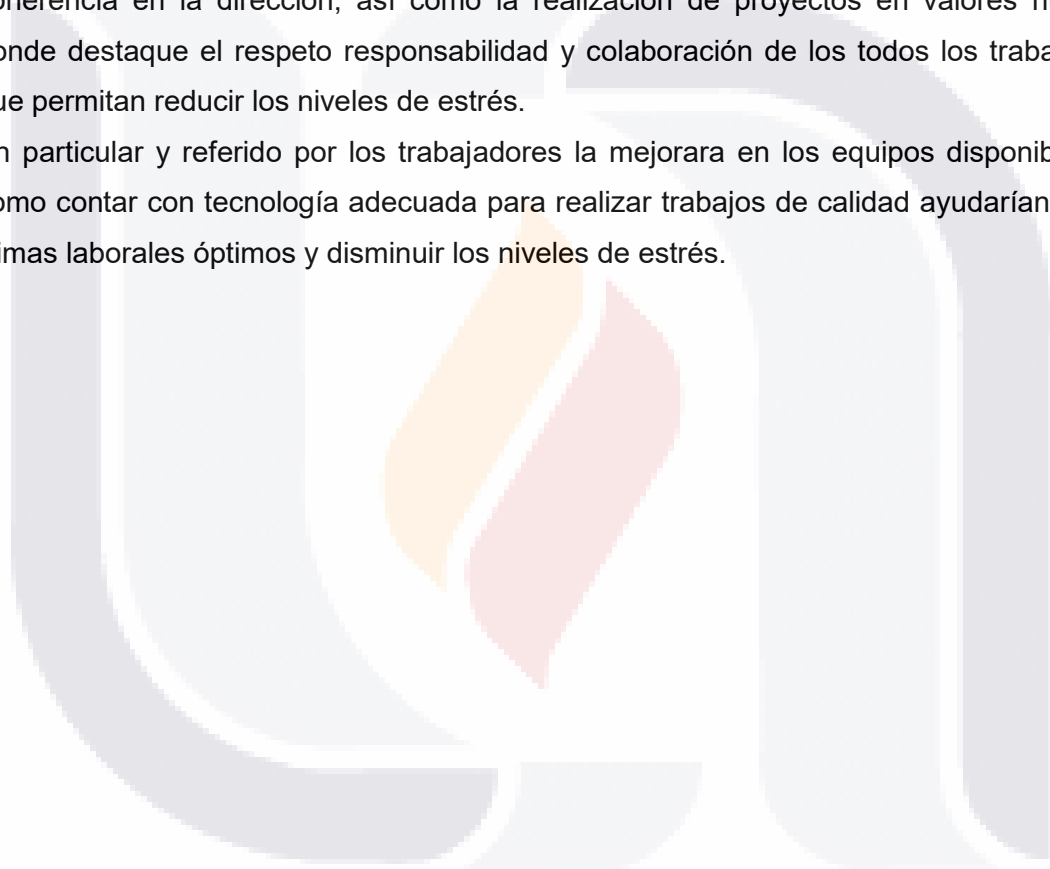 oherencia en la dirección, así como la realización de proyectos en valores
onde destaque el respeto responsabilidad y colaboración de los todos los traba
ue permitan reducir los niveles de estrés.
n particular y referido por los trabajadores la mejorara en los equipos disponib
omo contar con tecnología adecuada para realizar trabajos de calidad ayudarían
imas laborales óptimos y disminuir los niveles de estrés.